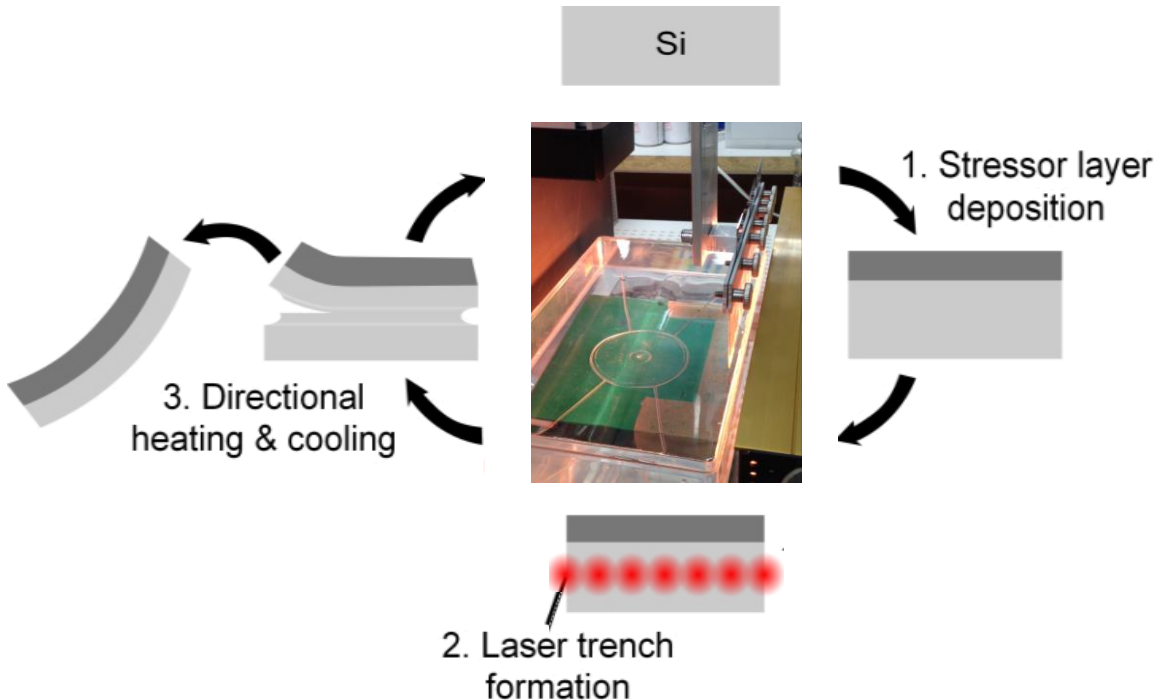 Si
1. Stressor layer
deposition
2. Laser trench
formation
3. Directional
heating & cooling